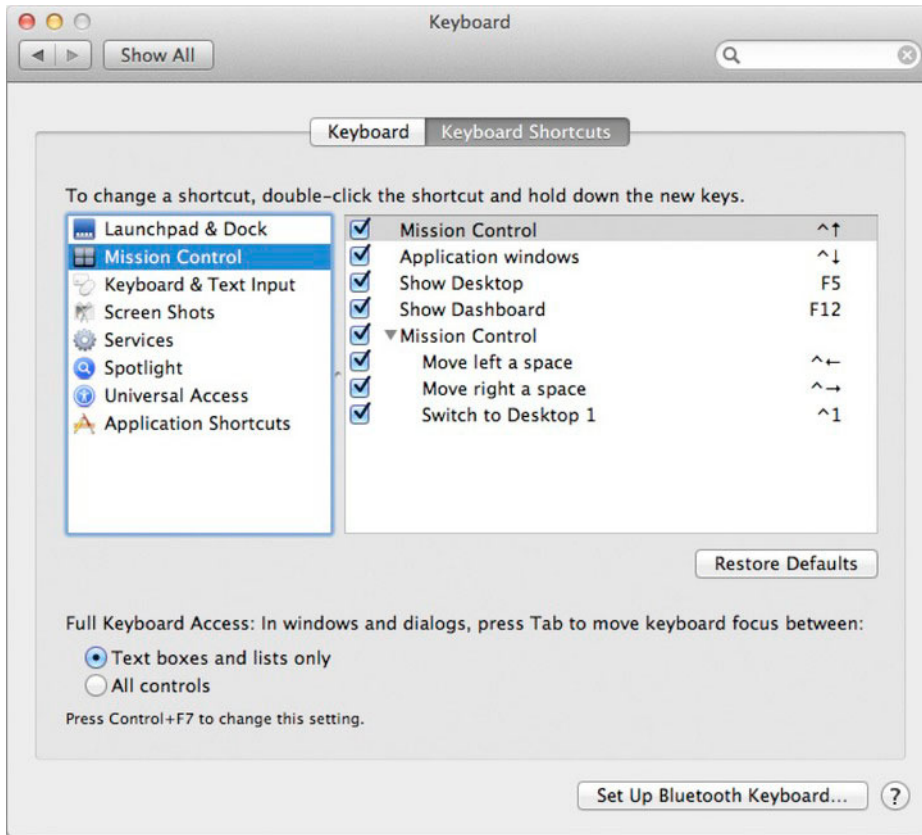 Keyboard
Show All
Keyboard Keyboard Shortcuts
To change a shortcut, double-click the shortcut and hold down the new keys.
Launchpad & Dock
Mission Control
Keyboard & Text Input
Screen Shots
Services
Spotlight
Universal Access
Application Shortcuts
Mission Control ^↑
Application windows ^↓
Show Desktop F5
Show Dashboard F12
Mission Control
Move left a space ^←
Move right a space ^→
Switch to Desktop 1 ^1
Restore Defaults
Full Keyboard Access: In windows and dialogs, press Tab to move keyboard focus between:
Text boxes and lists only
All controls
Press Control+F7 to change this setting.
Set Up Bluetooth Keyboard... ?